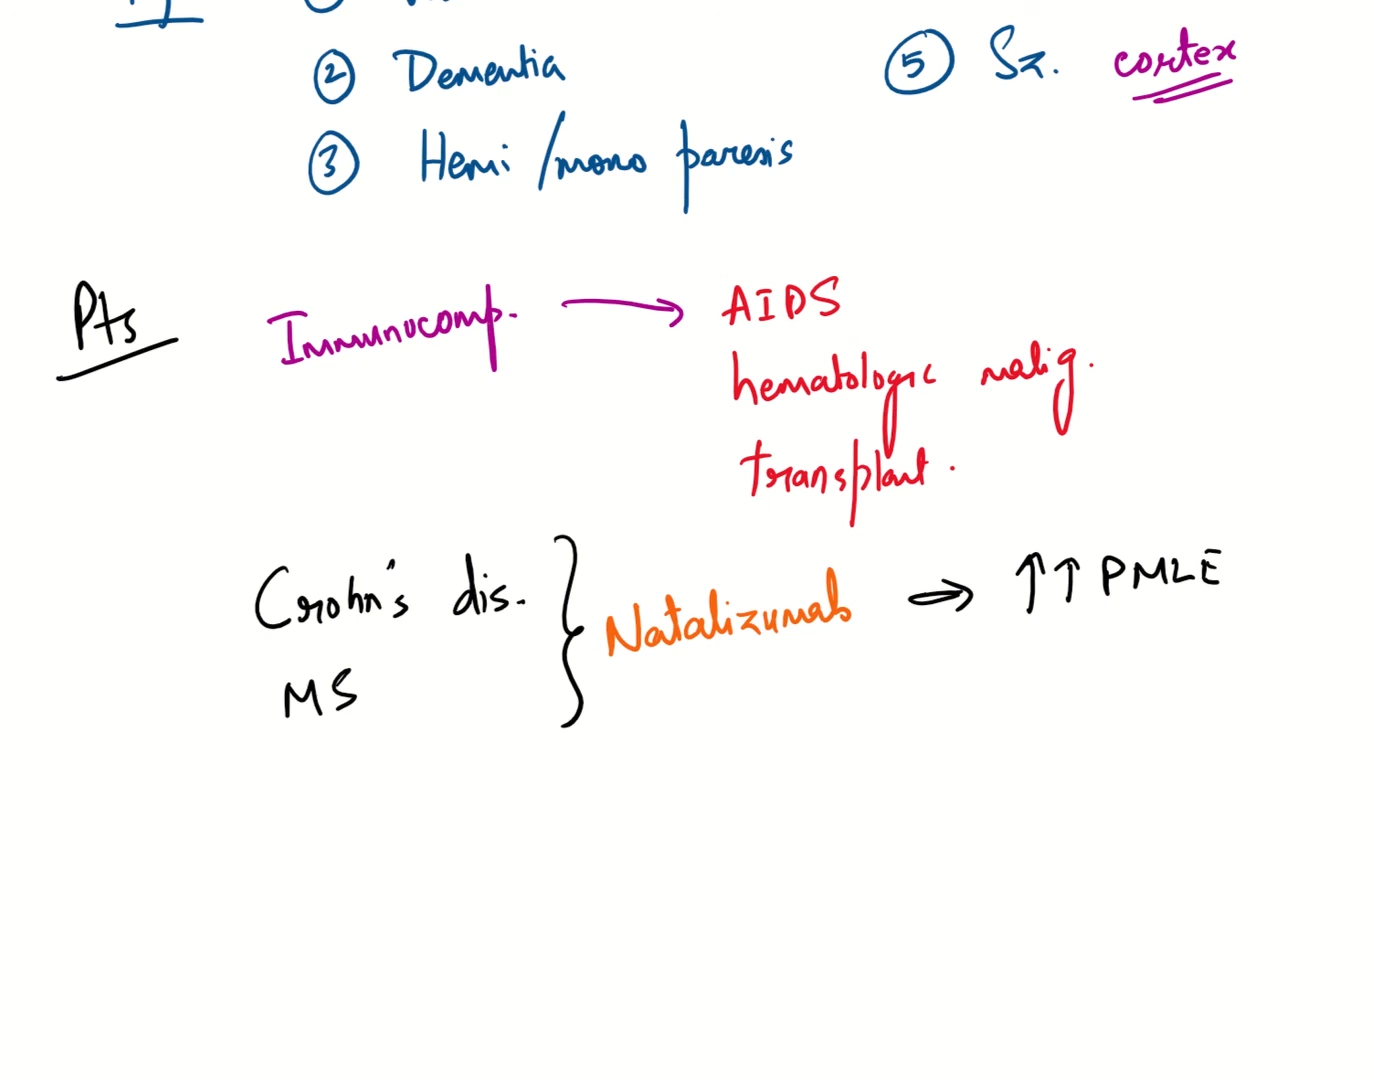 ② Dementia
⑤ Sz. cortex
③ Hemi/mono paresis
Pts
Immunocomp. → AIDS
hematologic malig.
transplant.
Crohn's dis.
MS
} Natalizumab ⇒ ↑↑ PMLE